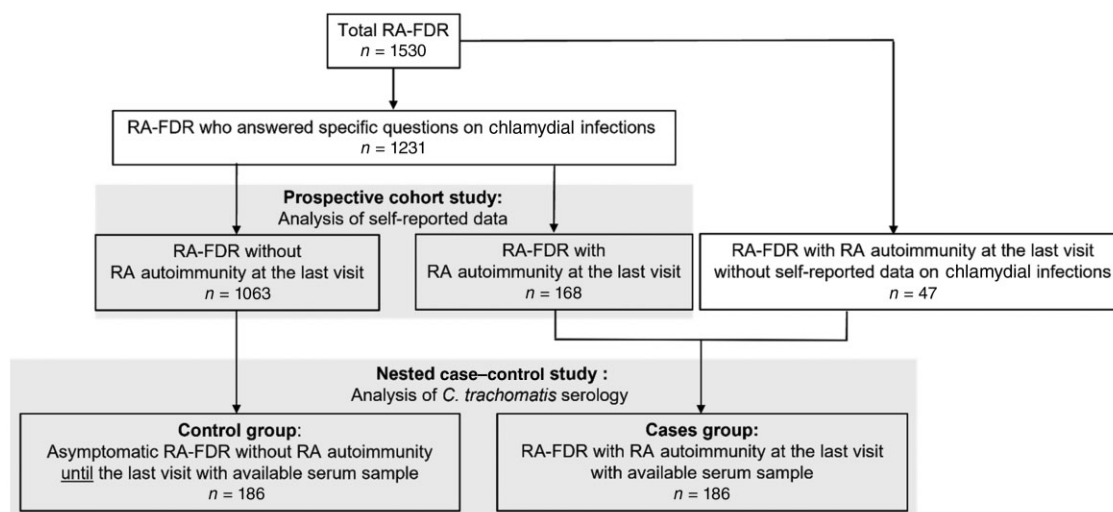 Total RA-FDR
n = 1530
RA-FDR who answered specific questions on chlamydial infections
n = 1231
Prospective cohort study:
Analysis of self-reported data
RA-FDR without
RA autoimmunity at the last visit
n = 1063
RA-FDR with
RA autoimmunity at the last visit
n = 168
RA-FDR with RA autoimmunity at the last visit
without self-reported data on chlamydial infections
n = 47
Nested case–control study :
Analysis of C. trachomatis serology
Control group:
Asymptomatic RA-FDR without RA autoimmunity
until the last visit with available serum sample
n = 186
Cases group:
RA-FDR with RA autoimmunity at the last visit
with available serum sample
n = 186